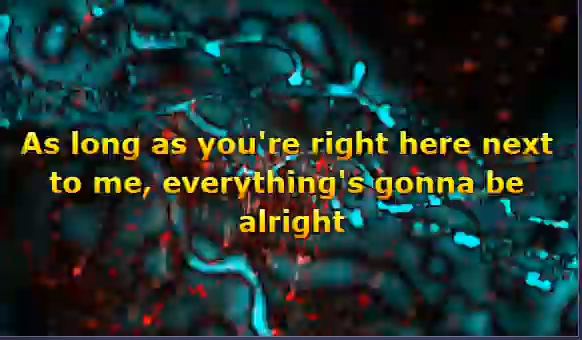 As long as you're right here next
to me, everything's gonna be
alright